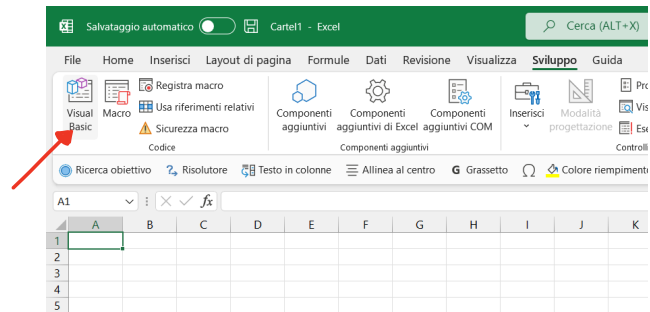 Salvataggio automatico Cartel1 - Excel Cerca (ALT+X)
File Home Inserisci Layout di pagina Formule Dati Revisione Visualizza Sviluppo Guida
Visual Basic
Macro
Registra macro
Usa riferimenti relativi
Sicurezza macro
Codice
Componenti aggiuntivi
Componenti aggiuntivi di Excel
Componenti aggiuntivi COM
Componenti aggiuntivi
Inserisci
Modalità progettazione
Pro
Vis
Ese
Controlli
Ricerca obiettivo Risolutore Testo in colonne Allinea al centro G Grassetto Ω Colore riempiment
A1 fx
A B C D E F G H I J K
1
2
3
4
5